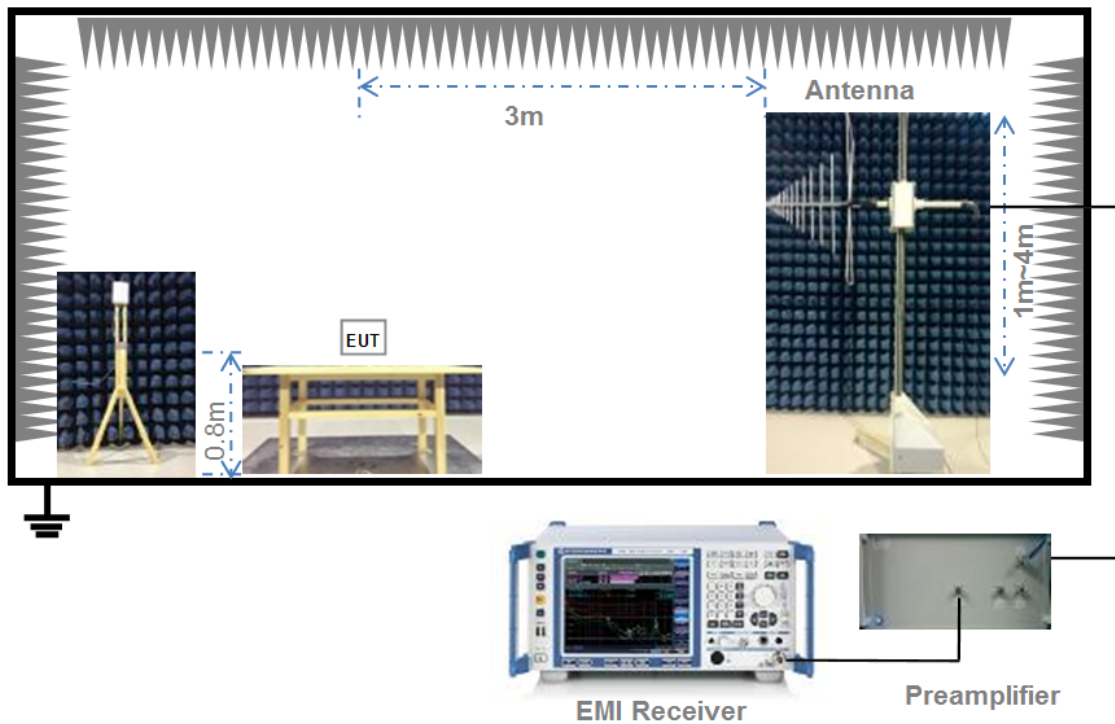 Antenna
3m
1m~4m
EUT
0.8m
EMI Receiver
Preamplifier